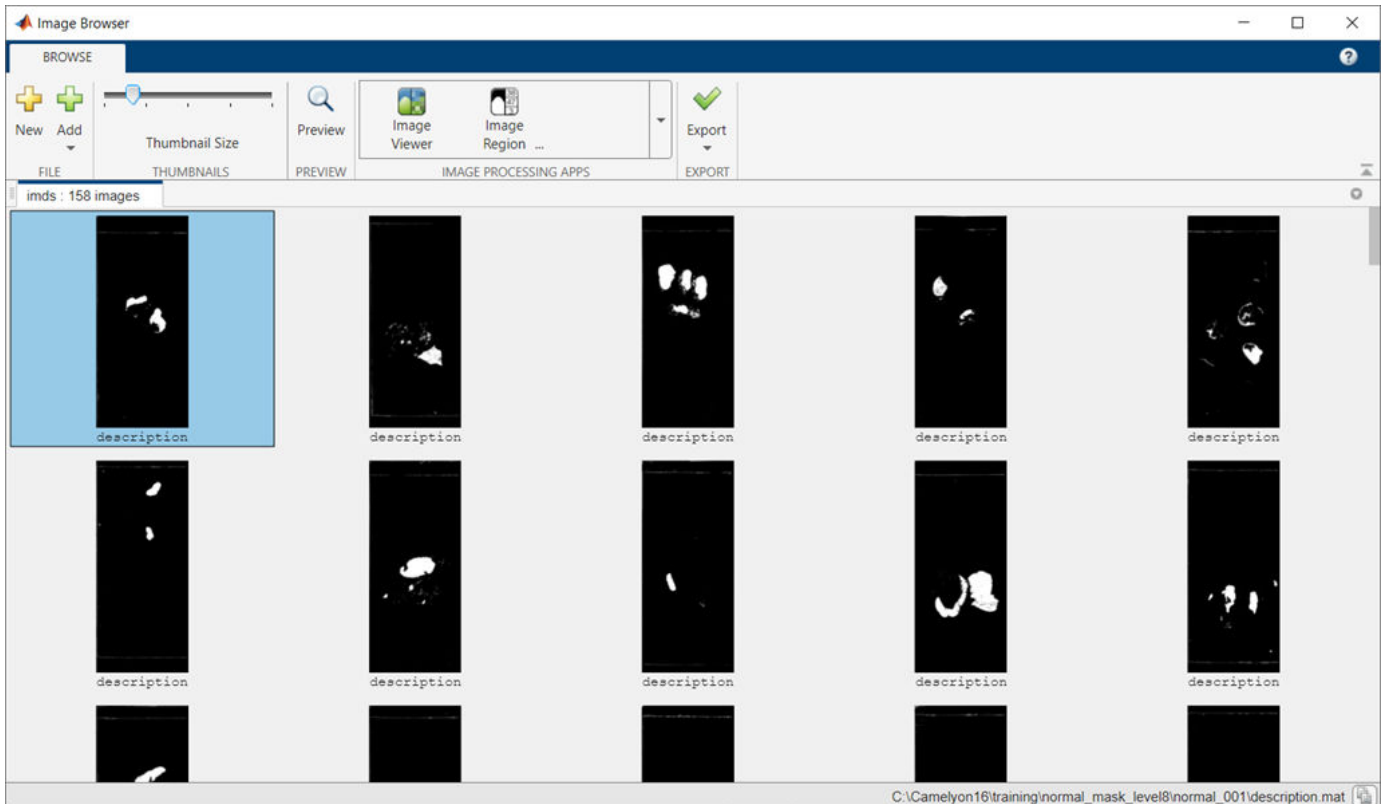 Image Browser
BROWSE
New Add
Thumbnail Size
Preview
Image Viewer
Image Region ...
Export
FILE THUMBNAILS PREVIEW IMAGE PROCESSING APPS EXPORT
imds : 158 images
description description description description description
description description description description description
C:\Camelyon16\training\normal_mask_level8\normal_001\description.mat